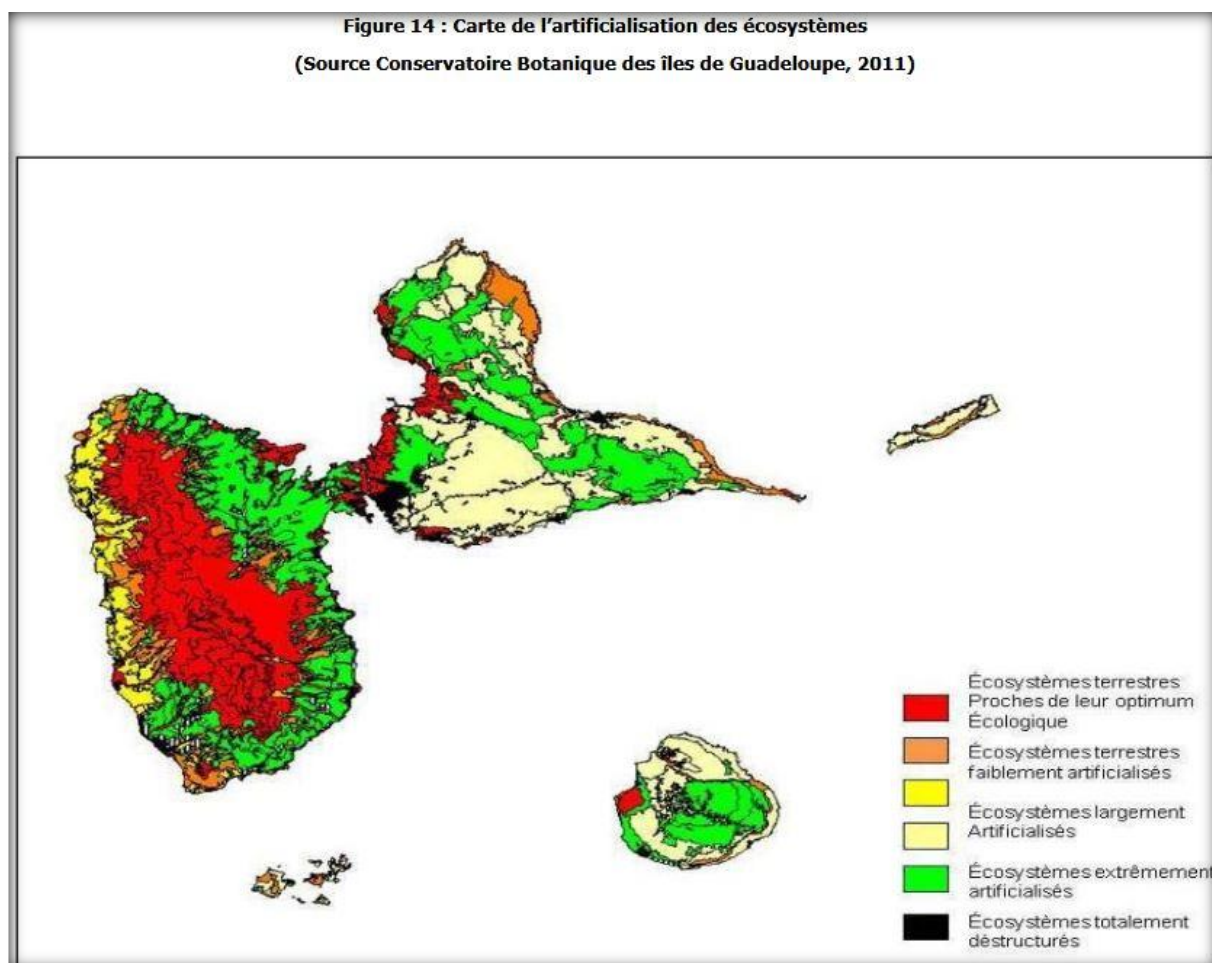 Figure 14 : Carte de l'artificialisation des écosystèmes
(Source Conservatoire Botanique des îles de Guadeloupe, 2011)
Écosystèmes terrestres
Proches de leur optimum
Écologique
Écosystèmes terrestres
faiblement artificialisés
Écosystèmes largement
Artificialisés
Écosystèmes extrêmement
artificialisés
Écosystèmes totalement
déstructurés